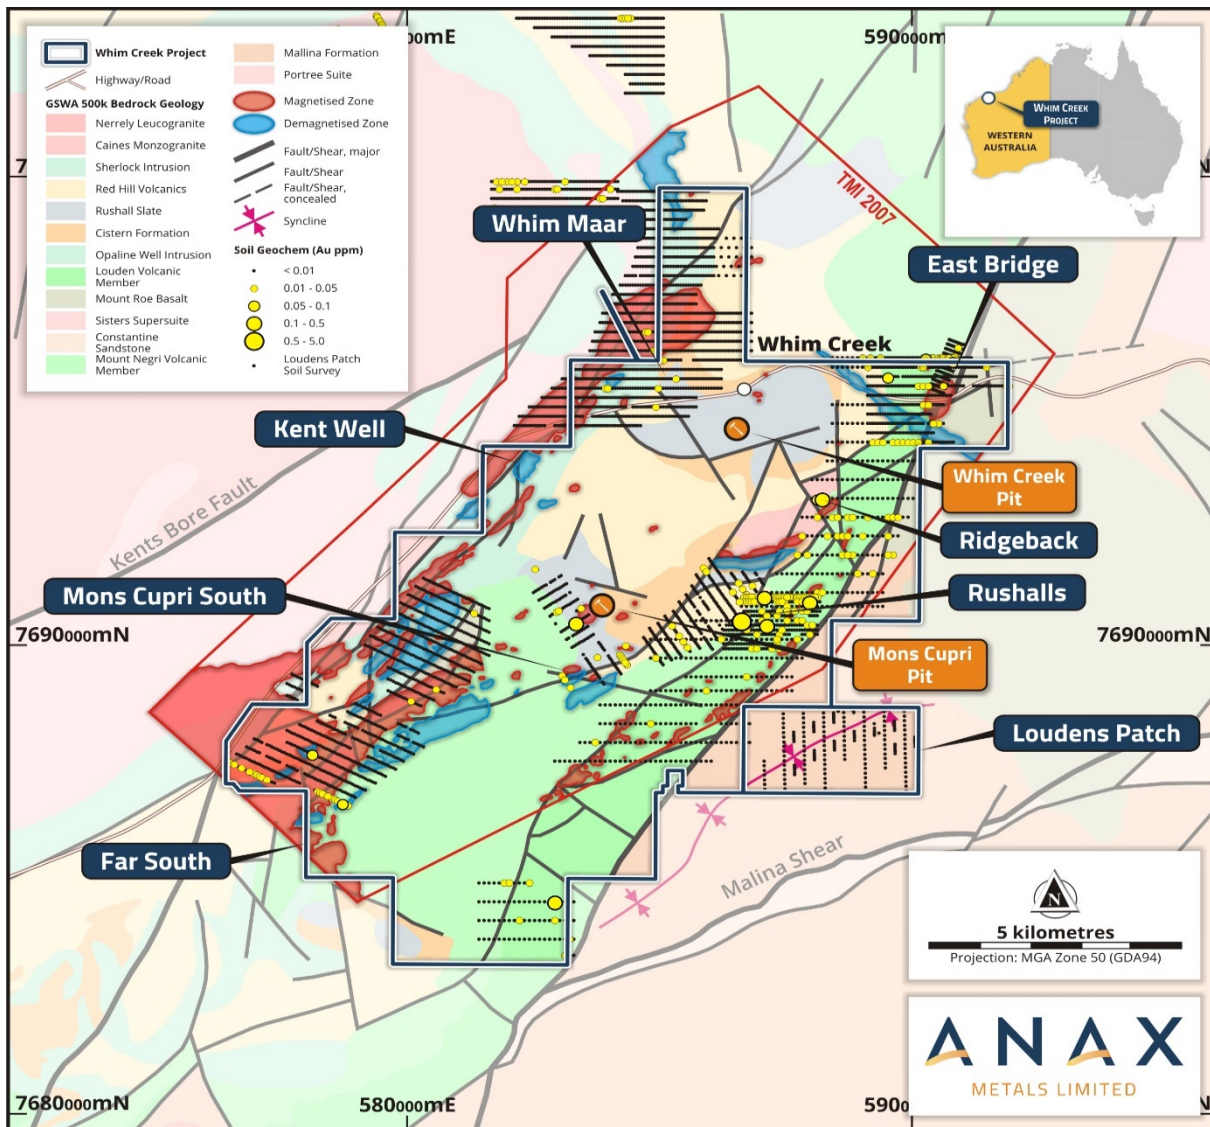 000mE
590000m
Whim Creek Project
Highway/Road
GSWA 500k Bedrock Geology
Nerrely Leucogranite
Caines Monzogranite
Sherlock Intrusion
Red Hill Volcanics
Rushall Slate
Cistern Formation
Opaline Well Intrusion
Louden Volcanic
Member
Mount Roe Basalt
Sisters Supersuite
Constantine
Sandstone
Mount Negri Volcanic
Member
Mallina Formation
Portree Suite
Magnetised Zone
Demagnetised Zone
Fault/Shear, major
Fault/Shear
Fault/Shear,
concealed
Syncline
Soil Geochem (Au ppm)
< 0.01
0.01 - 0.05
0.05 - 0.1
0.1 - 0.5
0.5 - 5.0
Loudens Patch
Soil Survey
WHIM CREEK
PROJECT
WESTERN
AUSTRALIA
7
N
TMI 2007
Whim Maar
East Bridge
Whim Creek
Kent Well
Whim Creek
Pit
Kents Bore Fault
Ridgeback
Mons Cupri South
Rushalls
7690000mN
7690000mN
Mons Cupri
Pit
Loudens Patch
Far South
Malina Shear
N
5 kilometres
Projection: MGA Zone 50 (GDA94)
ANAX
METALS LIMITED
7680000mN
580000mE
590000
N